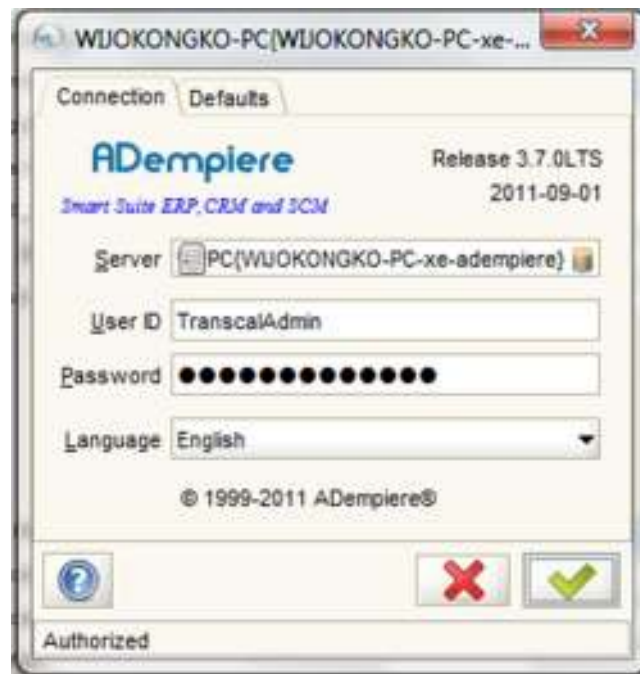 WIJOKONGKO-PC{WIJOKONGKO-PC-xe-...
Connection Defaults
ADempiere Release 3.7.0LTS
Smart Suite ERP, CRM and SCM 2011-09-01
Server PC{WIJOKONGKO-PC-xe-adempiere}
User ID TranscalAdmin
Password ●●●●●●●●●●●●●
Language English
© 1999-2011 ADempiere®
Authorized